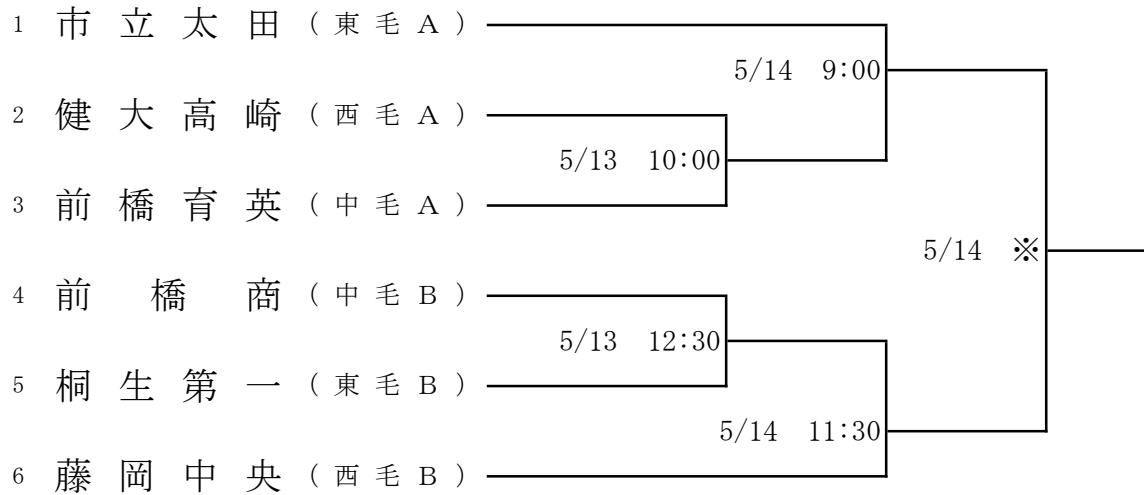 1 市立太田 (東毛A)
5/14 9:00
2 健大高崎 (西毛A)
5/13 10:00
3 前橋育英 (中毛A)
5/14 ※
4 前橋商 (中毛B)
5/13 12:30
5 桐生第一 (東毛B)
5/14 11:30
6 藤岡中央 (西毛B)